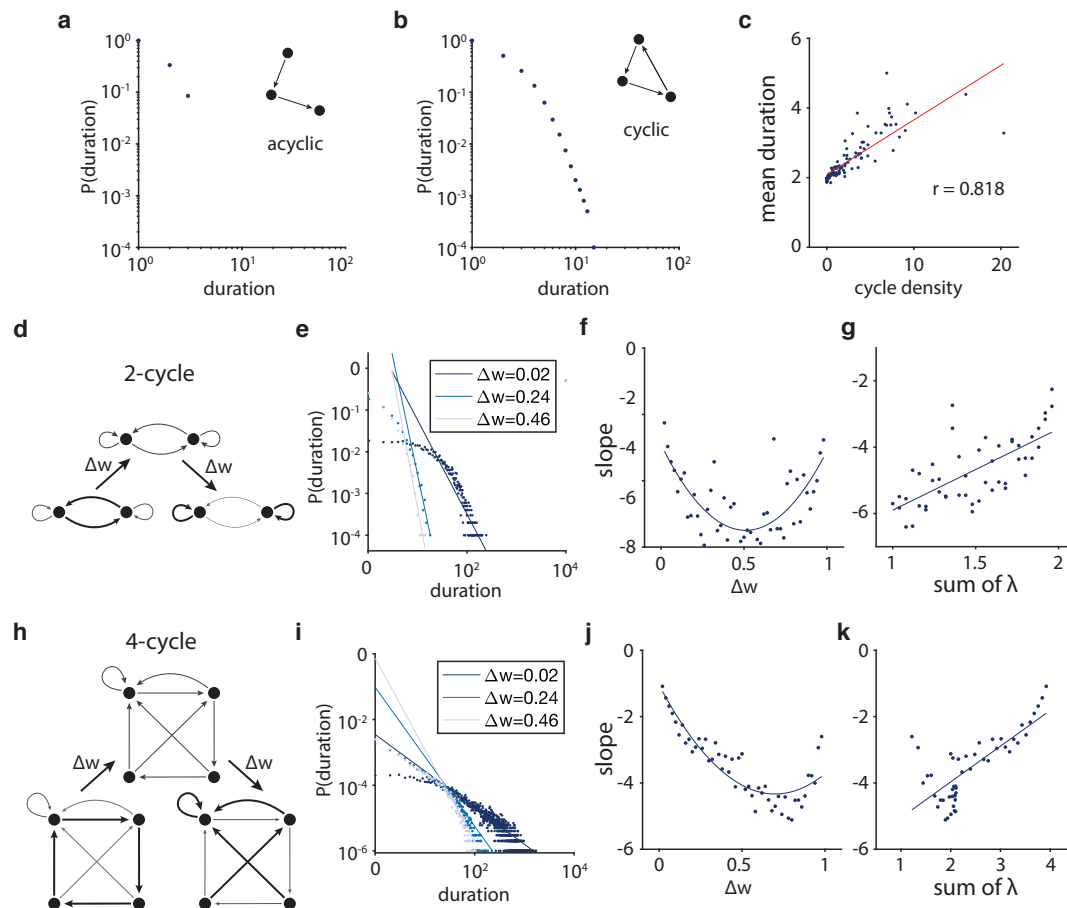 a
10^0
10^-1
10^-2
10^-3
10^-4
P(duration)
acyclic
10^0
10^1
10^2
duration
b
10^0
10^-1
10^-2
10^-3
10^-4
P(duration)
cyclic
10^0
10^1
10^2
duration
c
6
4
2
0
mean duration
r = 0.818
0
10
20
cycle density
d
2-cycle
Δw
Δw
e
0
10^-1
10^-2
10^-3
10^-4
P(duration)
Δw=0.02
Δw=0.24
Δw=0.46
0
10^2
10^4
duration
f
0
-2
-4
-6
-8
slope
0
0.5
1
Δw
g
-2
-4
-6
1
1.5
2
sum of λ
h
4-cycle
Δw
Δw
i
0
10^-2
10^-4
10^-6
P(duration)
Δw=0.02
Δw=0.24
Δw=0.46
0
10^2
10^4
duration
j
0
-2
-4
-6
slope
0
0.5
1
Δw
k
0
-2
-4
-6
1
2
3
4
sum of λ